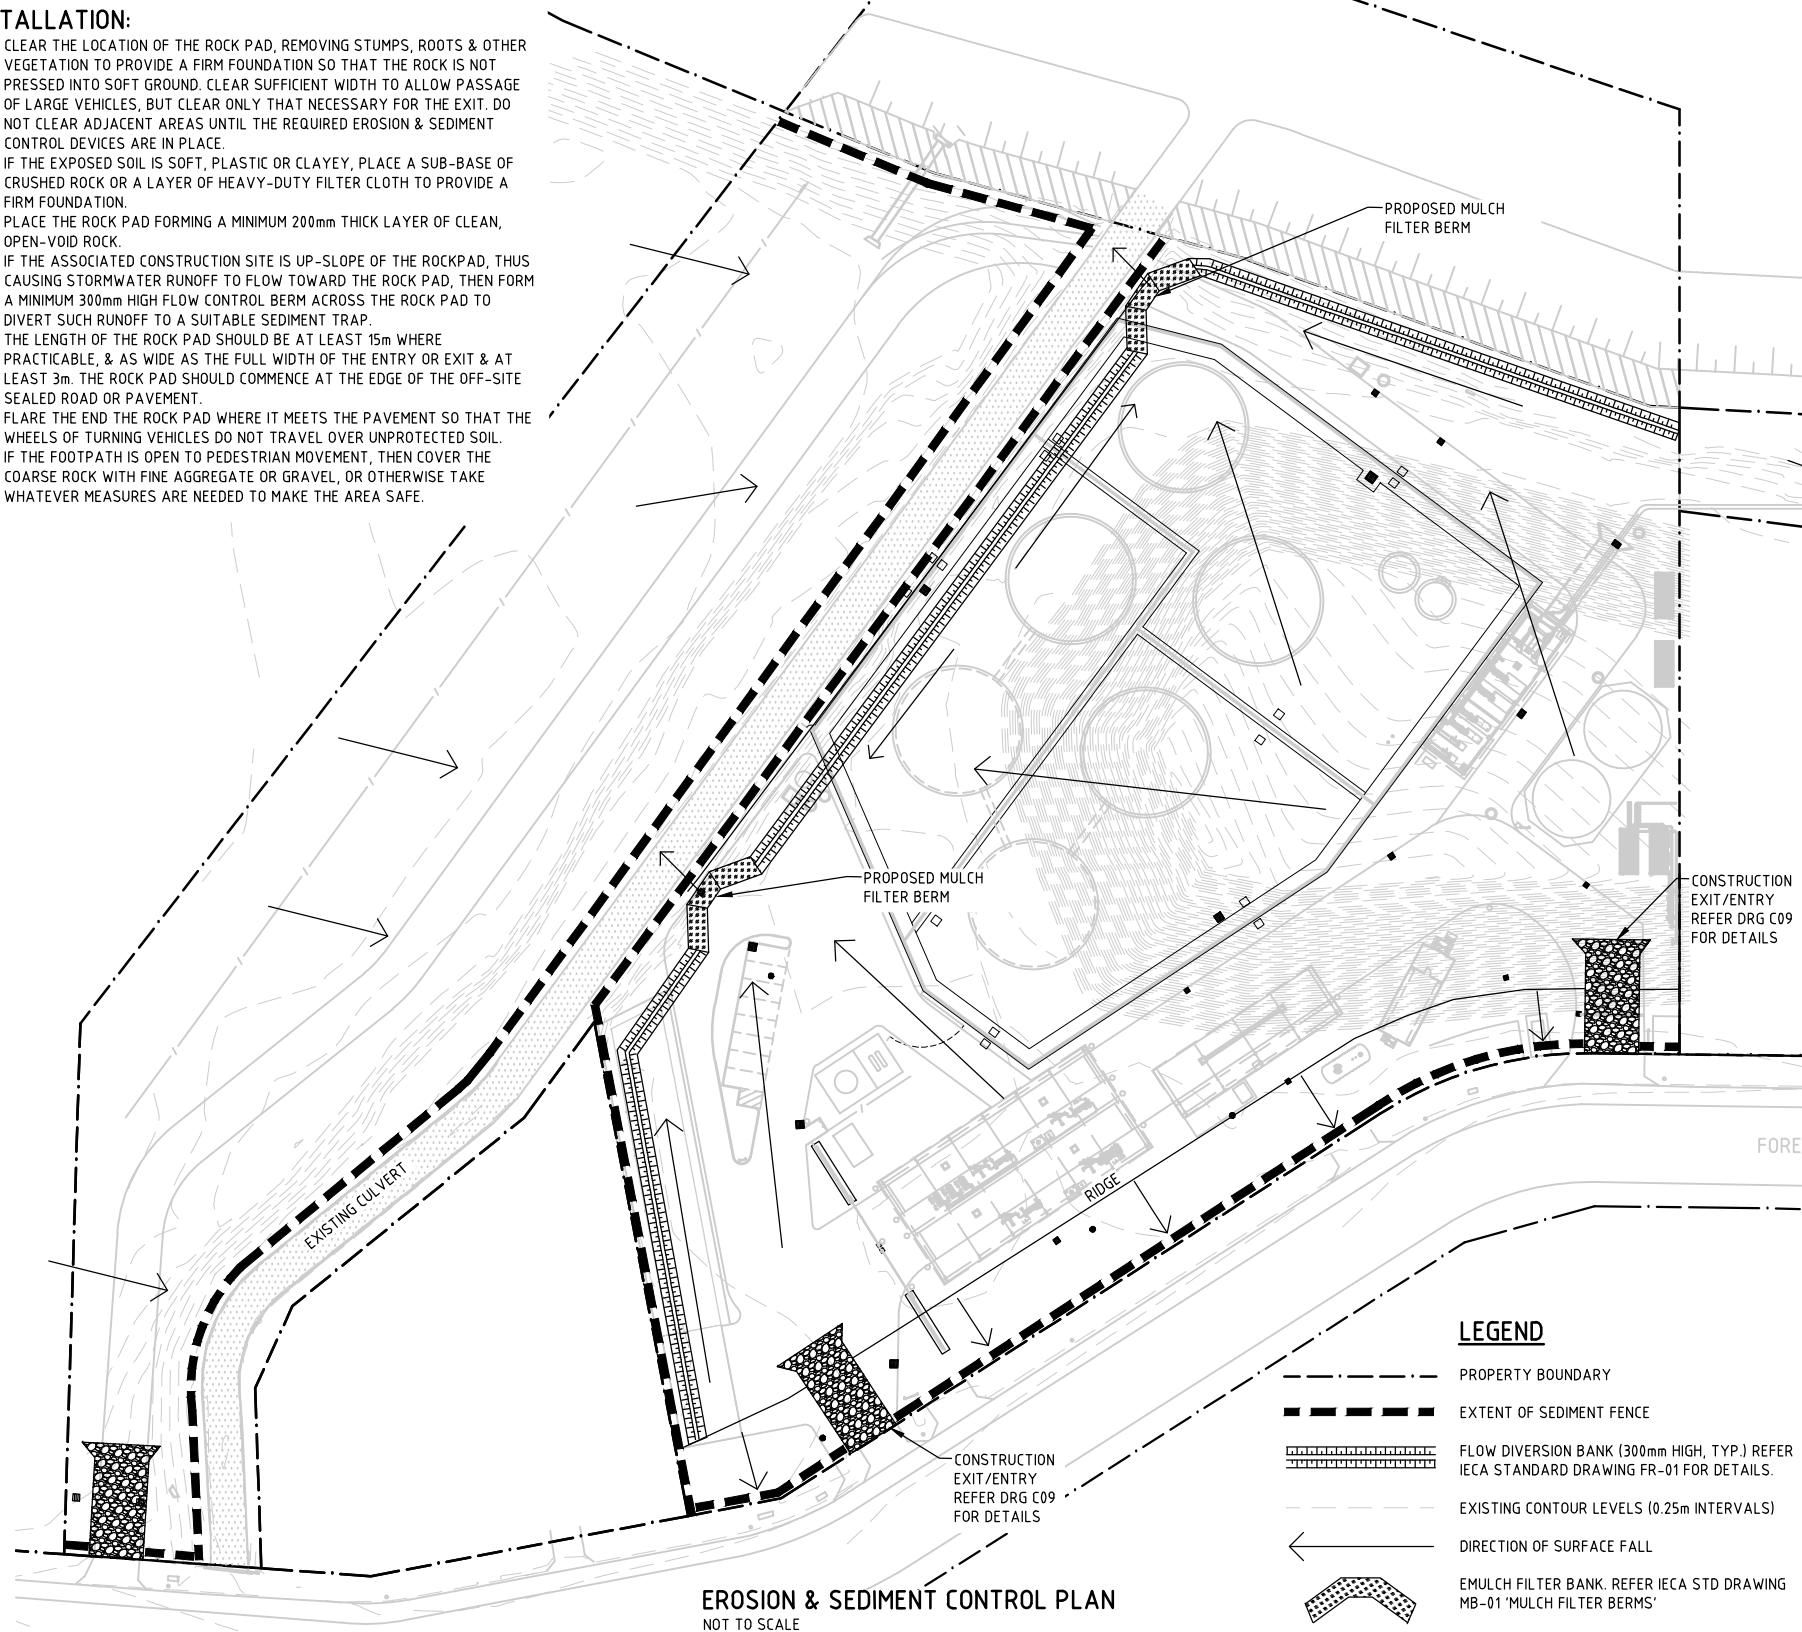 TALLATION:
CLEAR THE LOCATION OF THE ROCK PAD, REMOVING STUMPS, ROOTS & OTHER
VEGETATION TO PROVIDE A FIRM FOUNDATION SO THAT THE ROCK IS NOT
PRESSED INTO SOFT GROUND. CLEAR SUFFICIENT WIDTH TO ALLOW PASSAGE
OF LARGE VEHICLES, BUT CLEAR ONLY THAT NECESSARY FOR THE EXIT. DO
NOT CLEAR ADJACENT AREAS UNTIL THE REQUIRED EROSION & SEDIMENT
CONTROL DEVICES ARE IN PLACE.
IF THE EXPOSED SOIL IS SOFT, PLASTIC OR CLAYEY, PLACE A SUB-BASE OF
CRUSHED ROCK OR A LAYER OF HEAVY-DUTY FILTER CLOTH TO PROVIDE A
FIRM FOUNDATION.
PLACE THE ROCK PAD FORMING A MINIMUM 200mm THICK LAYER OF CLEAN,
OPEN-VOID ROCK.
IF THE ASSOCIATED CONSTRUCTION SITE IS UP-SLOPE OF THE ROCKPAD, THUS
CAUSING STORMWATER RUNOFF TO FLOW TOWARD THE ROCK PAD, THEN FORM
A MINIMUM 300mm HIGH FLOW CONTROL BERM ACROSS THE ROCK PAD TO
DIVERT SUCH RUNOFF TO A SUITABLE SEDIMENT TRAP.
THE LENGTH OF THE ROCK PAD SHOULD BE AT LEAST 15m WHERE
PRACTICABLE, & AS WIDE AS THE FULL WIDTH OF THE ENTRY OR EXIT & AT
LEAST 3m. THE ROCK PAD SHOULD COMMENCE AT THE EDGE OF THE OFF-SITE
SEALED ROAD OR PAVEMENT.
FLARE THE END THE ROCK PAD WHERE IT MEETS THE PAVEMENT SO THAT THE
WHEELS OF TURNING VEHICLES DO NOT TRAVEL OVER UNPROTECTED SOIL.
IF THE FOOTPATH IS OPEN TO PEDESTRIAN MOVEMENT, THEN COVER THE
COARSE ROCK WITH FINE AGGREGATE OR GRAVEL, OR OTHERWISE TAKE
WHATEVER MEASURES ARE NEEDED TO MAKE THE AREA SAFE.
PROPOSED MULCH
FILTER BERM
PROPOSED MULCH
FILTER BERM
CONSTRUCTION
EXIT/ENTRY
REFER DRG C09
FOR DETAILS
FORE
EXISTING CULVERT
RIDGE
CONSTRUCTION
EXIT/ENTRY
REFER DRG C09
FOR DETAILS
LEGEND
PROPERTY BOUNDARY
EXTENT OF SEDIMENT FENCE
FLOW DIVERSION BANK (300mm HIGH, TYP.) REFER
IECA STANDARD DRAWING FR-01 FOR DETAILS.
EXISTING CONTOUR LEVELS (0.25m INTERVALS)
DIRECTION OF SURFACE FALL
EMULCH FILTER BANK. REFER IECA STD DRAWING
MB-01 'MULCH FILTER BERMS'
EROSION & SEDIMENT CONTROL PLAN
NOT TO SCALE